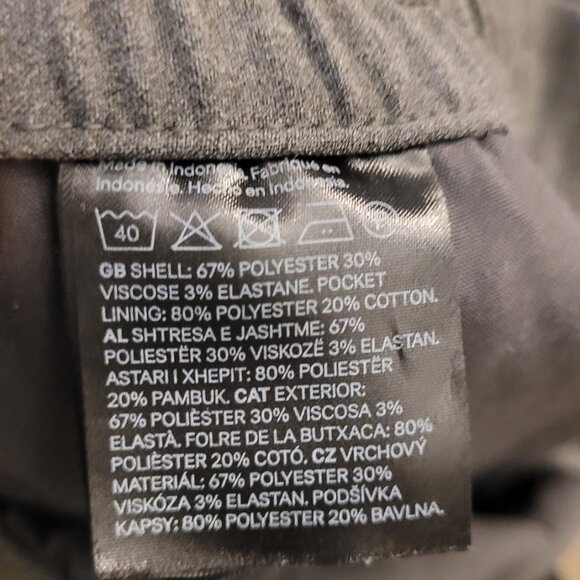 Made in Indonesia. Fabriqué en
Indonésie. Hecho en Indonesia.
40
GB SHELL: 67% POLYESTER 30%
VISCOSE 3% ELASTANE. POCKET
LINING: 80% POLYESTER 20% COTTON.
AL SHTRESA E JASHTME: 67%
POLIESTËR 30% VISKOZË 3% ELASTAN.
ASTARI I XHEPIT: 80% POLIESTËR
20% PAMBUK. CAT EXTERIOR:
67% POLIÈSTER 30% VISCOSA 3%
ELASTÀ. FOLRE DE LA BUTXACA: 80%
POLIÈSTER 20% COTÓ. CZ VRCHOVÝ
MATERIÁL: 67% POLYESTER 30%
VISKÓZA 3% ELASTAN. PODŠÍVKA
KAPSY: 80% POLYESTER 20% BAVLNA.